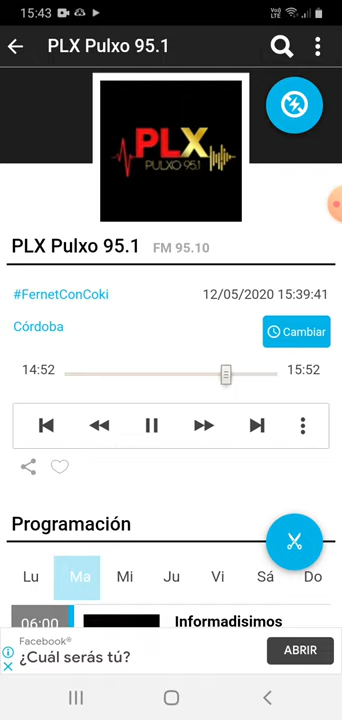 15:43
PLX Pulxo 95.1
PLX
PULXO 95.1
PLX Pulxo 95.1 FM 95.10
#FernetConCoki 12/05/2020 15:39:41
Córdoba
Cambiar
14:52 15:52
Programación
Lu Ma Mi Ju Vi Sá Do
06:00 Informadisimos
Facebook®
¿Cuál serás tú?
ABRIR